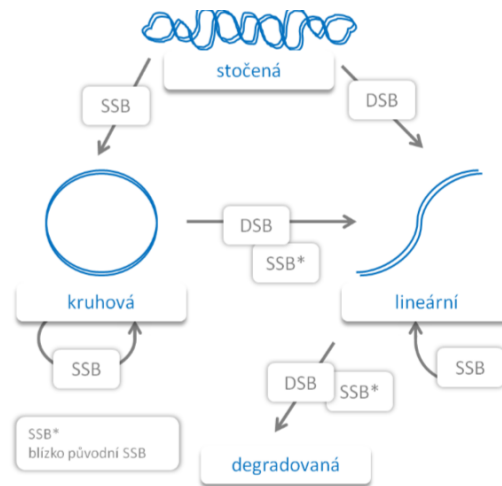 stočená
SSB
DSB
DSB
SSB*
kruhová
lineární
SSB
SSB
DSB
SSB*
SSB*
blízko původní SSB
degradovaná